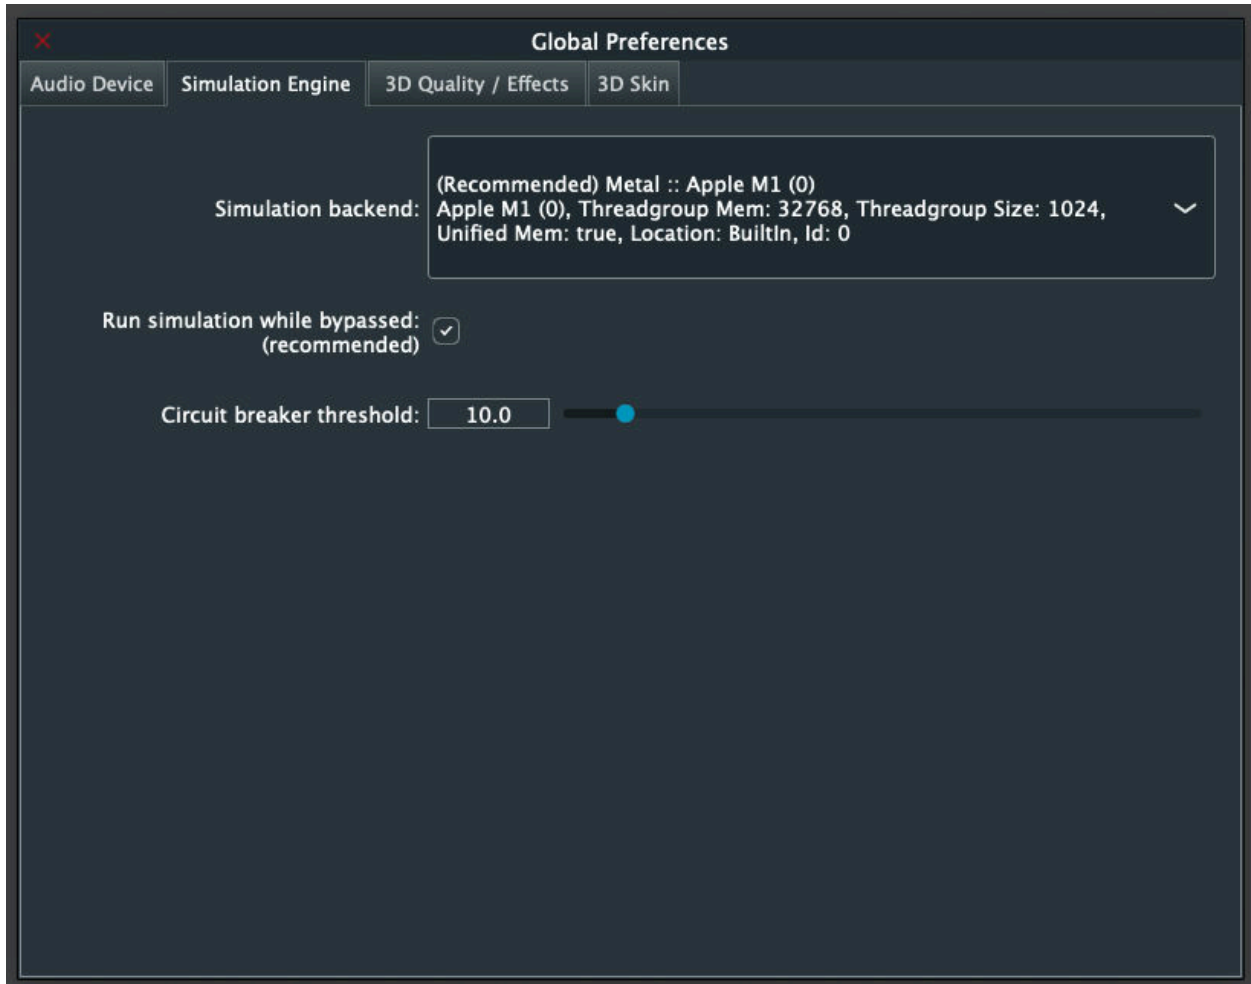 Global Preferences
Audio Device
Simulation Engine
3D Quality / Effects
3D Skin
Simulation backend:
(Recommended) Metal :: Apple M1 (0)
Apple M1 (0), Threadgroup Mem: 32768, Threadgroup Size: 1024,
Unified Mem: true, Location: BuiltIn, Id: 0
Run simulation while bypassed:
(recommended)
Circuit breaker threshold:
10.0